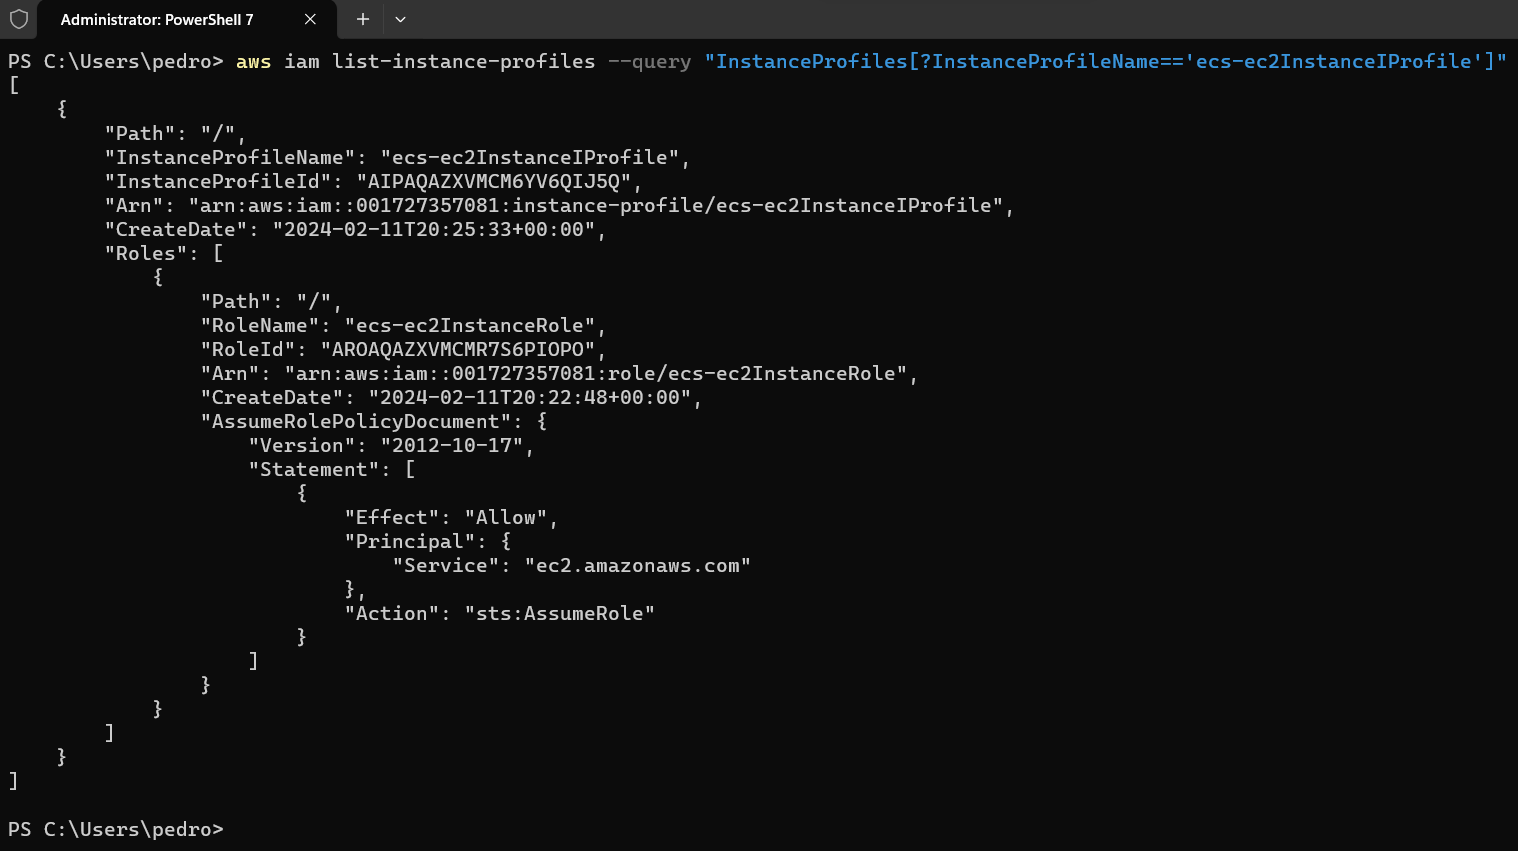 Administrator: PowerShell 7
PS C:\Users\pedro> aws iam list-instance-profiles --query "InstanceProfiles[?InstanceProfileName=='ecs-ec2InstanceIProfile']"
[
    {
        "Path": "/",
        "InstanceProfileName": "ecs-ec2InstanceIProfile",
        "InstanceProfileId": "AIPAQAZXVMCM6YV6QIJ5Q",
        "Arn": "arn:aws:iam::001727357081:instance-profile/ecs-ec2InstanceIProfile",
        "CreateDate": "2024-02-11T20:25:33+00:00",
        "Roles": [
            {
                "Path": "/",
                "RoleName": "ecs-ec2InstanceRole",
                "RoleId": "AROAQAZXVMCMR7S6PIOPO",
                "Arn": "arn:aws:iam::001727357081:role/ecs-ec2InstanceRole",
                "CreateDate": "2024-02-11T20:22:48+00:00",
                "AssumeRolePolicyDocument": {
                    "Version": "2012-10-17",
                    "Statement": [
                        {
                            "Effect": "Allow",
                            "Principal": {
                                "Service": "ec2.amazonaws.com"
                            },
                            "Action": "sts:AssumeRole"
                        }
                    ]
                }
            }
        ]
    }
]
PS C:\Users\pedro>